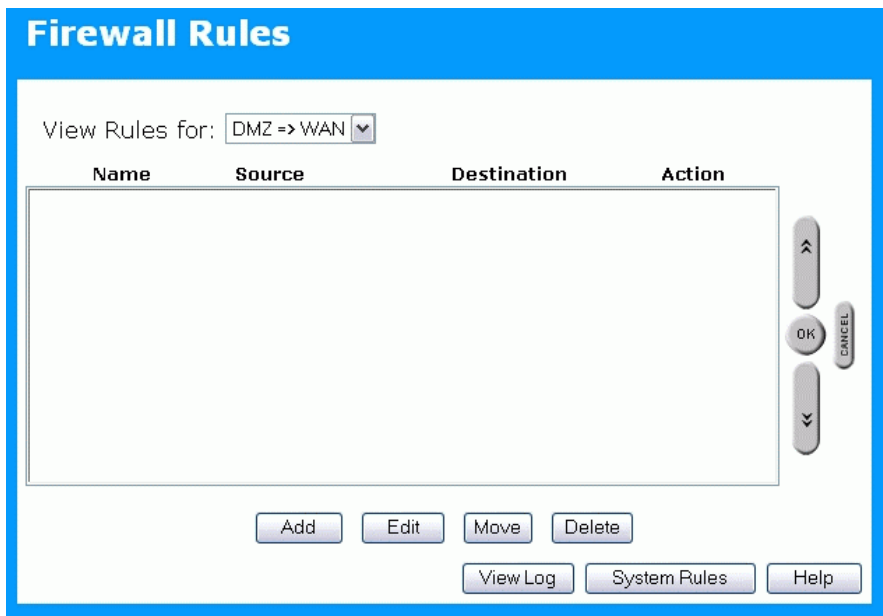 Firewall Rules
View Rules for: DMZ => WAN
Name Source Destination Action
OK CANCEL
Add Edit Move Delete
View Log System Rules Help